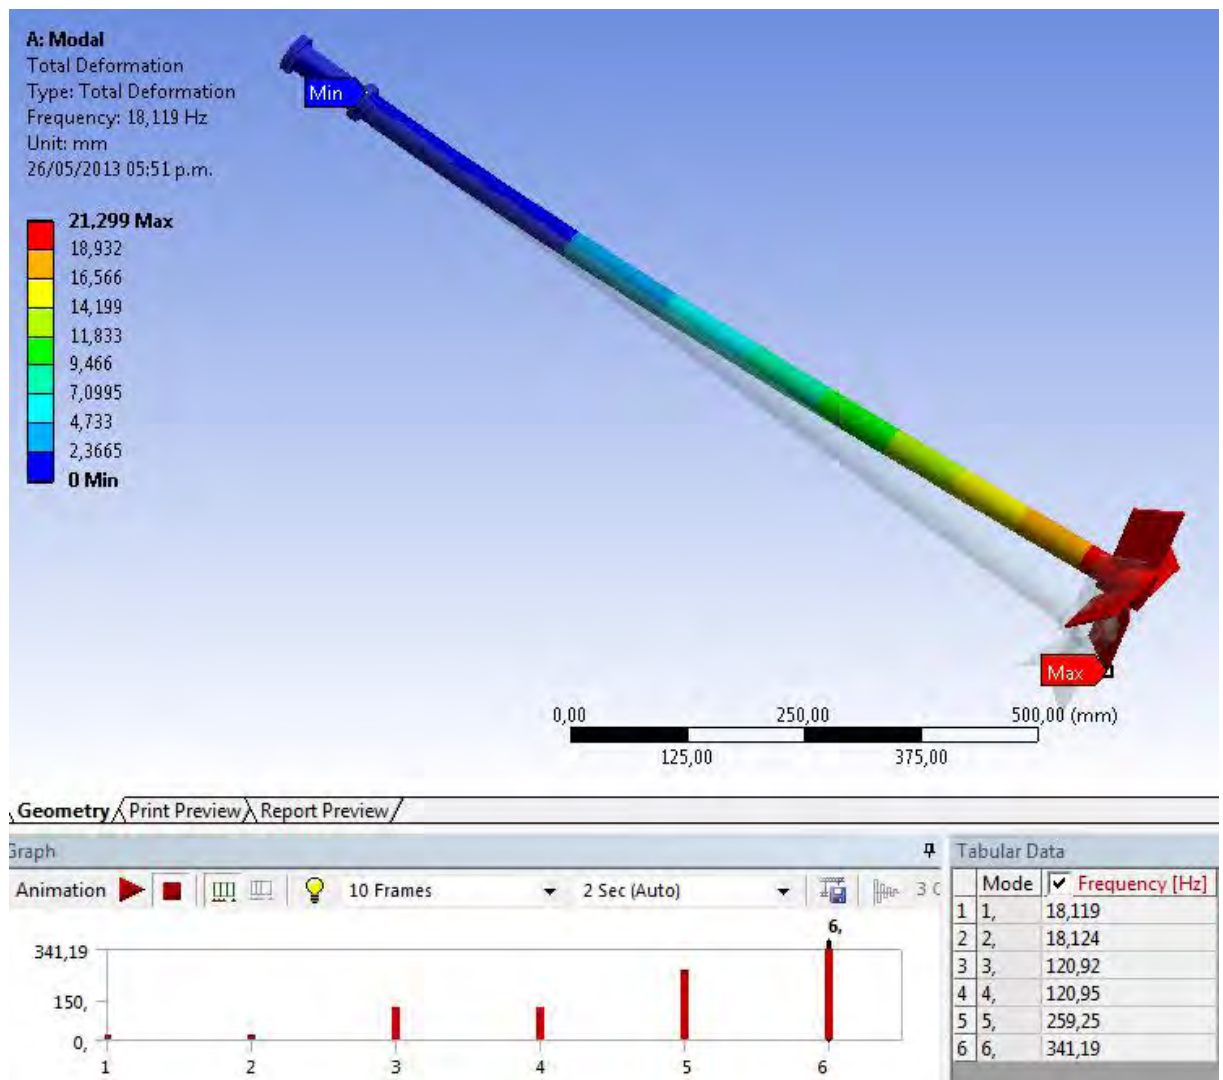 A: Modal
Total Deformation
Type: Total Deformation
Frequency: 18,119 Hz
Unit: mm
26/05/2013 05:51 p.m.
21,299 Max
18,932
16,566
14,199
11,833
9,466
7,0995
4,733
2,3665
0 Min
Min
Max
0,00 250,00 500,00 (mm)
125,00 375,00
Geometry Print Preview Report Preview
Tabular Data
Animation 10 Frames 2 Sec (Auto) 3
Mode Frequency [Hz]
1 1, 18,119
2 2, 18,124
3 3, 120,92
4 4, 120,95
5 5, 259,25
6 6, 341,19
6,
341,19
150,
0,
1 2 3 4 5 6